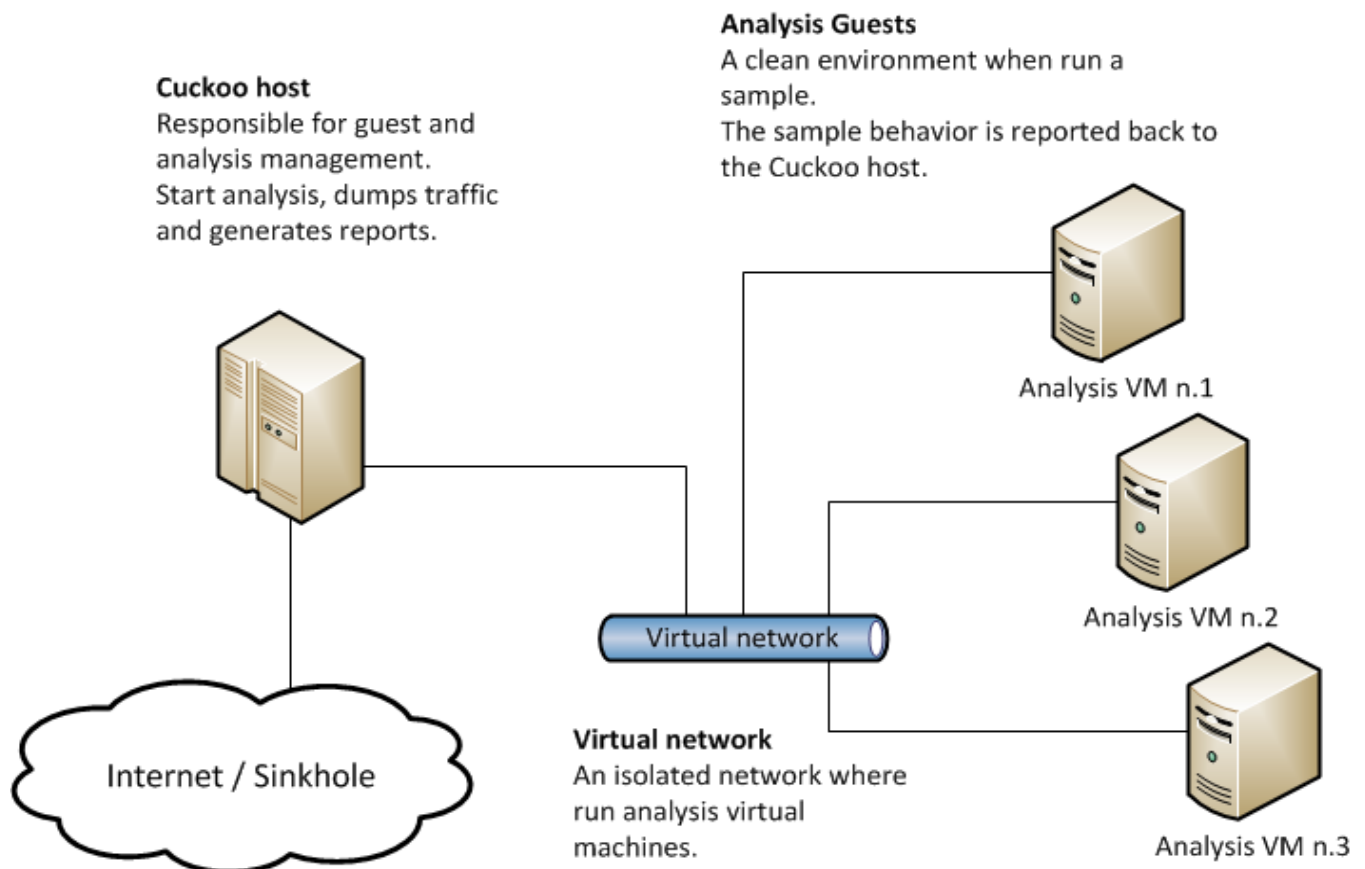 Analysis Guests
A clean environment when run a
sample.
The sample behavior is reported back to
the Cuckoo host.
Cuckoo host
Responsible for guest and
analysis management.
Start analysis, dumps traffic
and generates reports.
Analysis VM n.1
Analysis VM n.2
Virtual network
Analysis VM n.3
Internet / Sinkhole
Virtual network
An isolated network where
run analysis virtual
machines.